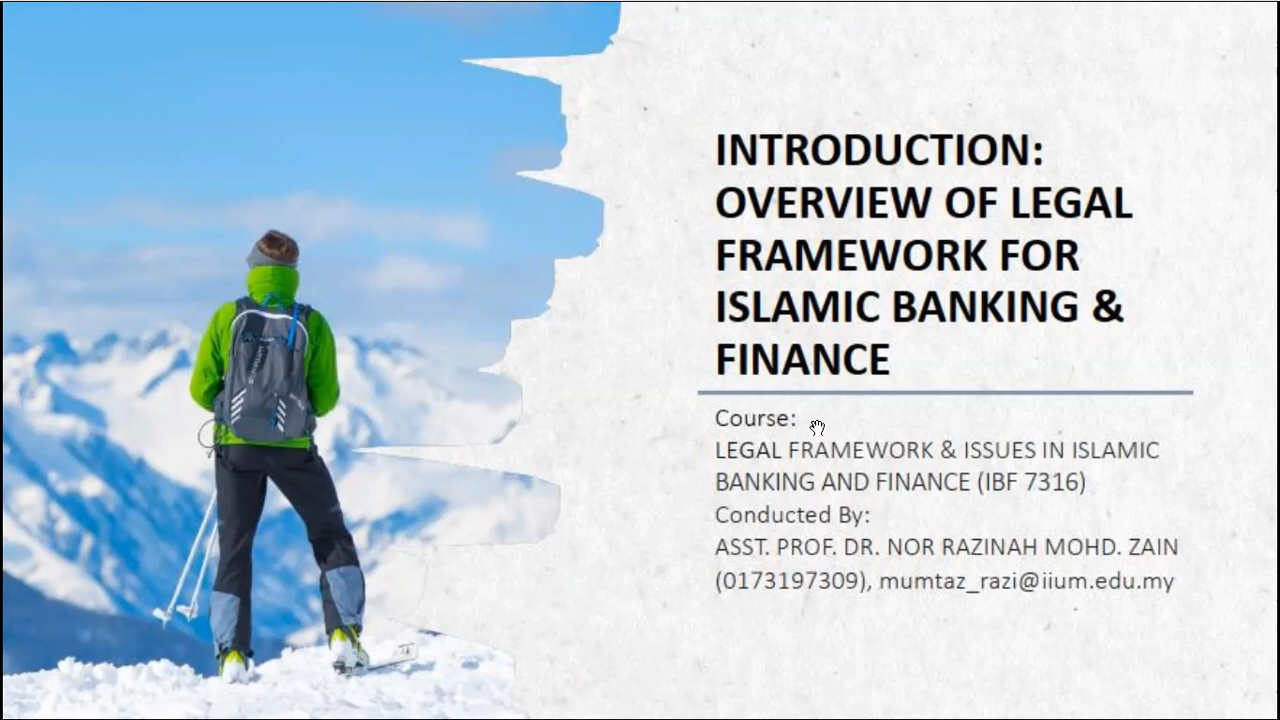 INTRODUCTION:
OVERVIEW OF LEGAL
FRAMEWORK FOR
ISLAMIC BANKING &
FINANCE
Course:
LEGAL FRAMEWORK & ISSUES IN ISLAMIC
BANKING AND FINANCE (IBF 7316)
Conducted By:
ASST. PROF. DR. NOR RAZINAH MOHD. ZAIN
(0173197309), mumtaz_razi@iium.edu.my